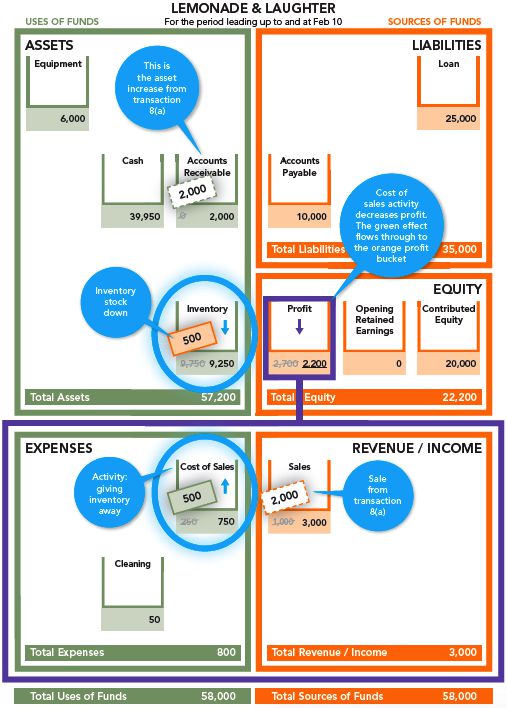 LEMONADE & LAUGHTER
USES OF FUNDS
For the period leading up to and at Feb 10
SOURCES OF FUNDS
ASSETS
Equipment
6,000
This is
the asset
increase from
transaction
8(a)
Cash
39,950
Accounts
Receivable
2,000
0 2,000
Inventory
stock
down
Inventory
500
9,750 9,250
Total Assets 57,200
LIABILITIES
Loan
25,000
Accounts
Payable
10,000
Cost of
sales activity
decreases profit.
The green effect
flows through to
the orange profit
bucket
Total Liabilities 35,000
EQUITY
Profit
2,700 2,200
Opening
Retained
Earnings
0
Contributed
Equity
20,000
Total Equity 22,200
EXPENSES
Activity:
giving
inventory
away
Cost of Sales
500
250 750
Cleaning
50
Total Expenses 800
REVENUE / INCOME
Sales
2,000
1,000 3,000
Sale
from
transaction
8(a)
Total Revenue / Income 3,000
Total Uses of Funds 58,000
Total Sources of Funds 58,000